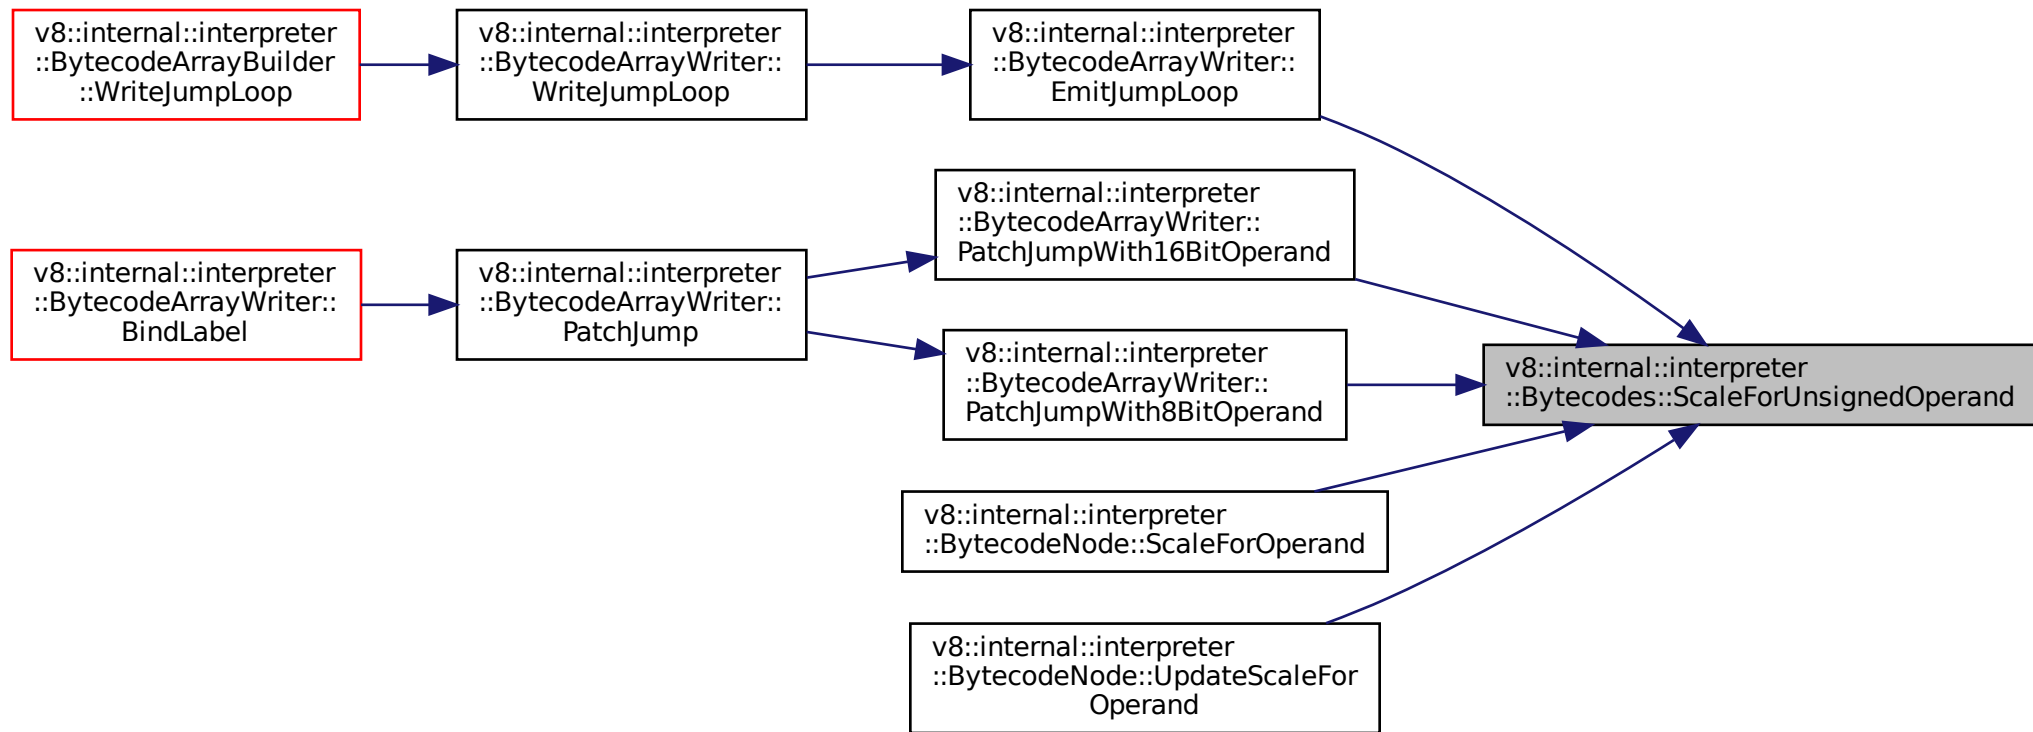 v8::internal::interpreter
::BytecodeArrayBuilder
::WriteJumpLoop
v8::internal::interpreter
::BytecodeArrayWriter::
WriteJumpLoop
v8::internal::interpreter
::BytecodeArrayWriter::
EmitJumpLoop
v8::internal::interpreter
::BytecodeArrayWriter::
PatchJumpWith16BitOperand
v8::internal::interpreter
::BytecodeArrayWriter::
BindLabel
v8::internal::interpreter
::BytecodeArrayWriter::
PatchJump
v8::internal::interpreter
::BytecodeArrayWriter::
PatchJumpWith8BitOperand
v8::internal::interpreter
::Bytecodes::ScaleForUnsignedOperand
v8::internal::interpreter
::BytecodeNode::ScaleForOperand
v8::internal::interpreter
::BytecodeNode::UpdateScaleFor
Operand